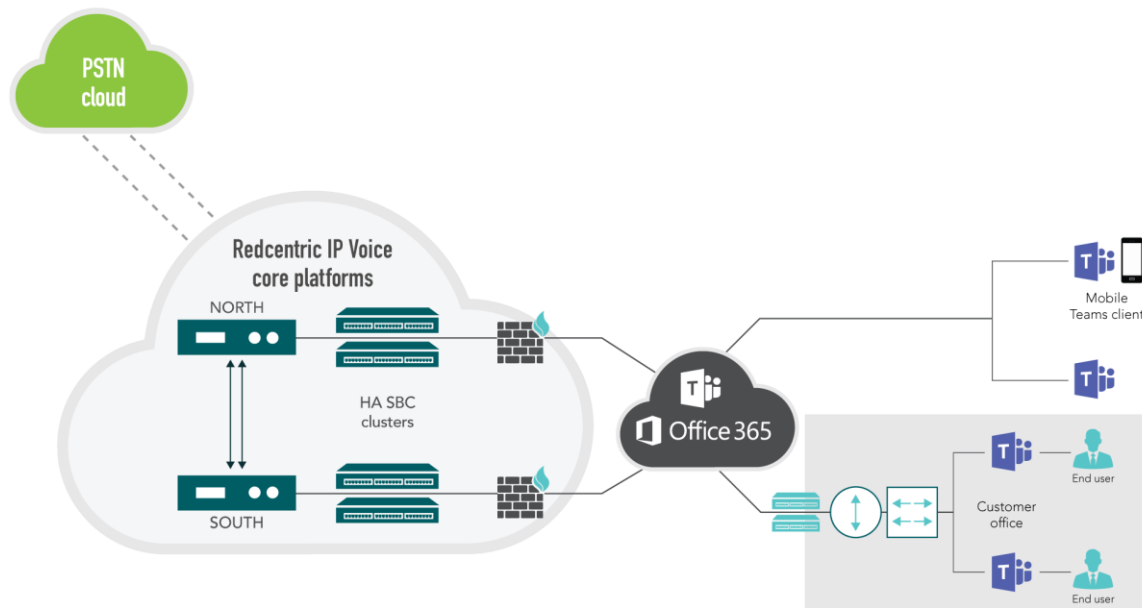 PSTN
cloud
Redcentric IP Voice
core platforms
NORTH
HA SBC
clusters
SOUTH
T
Office 365
T
Mobile
Teams client
T
T
End user
Customer
office
T
End user